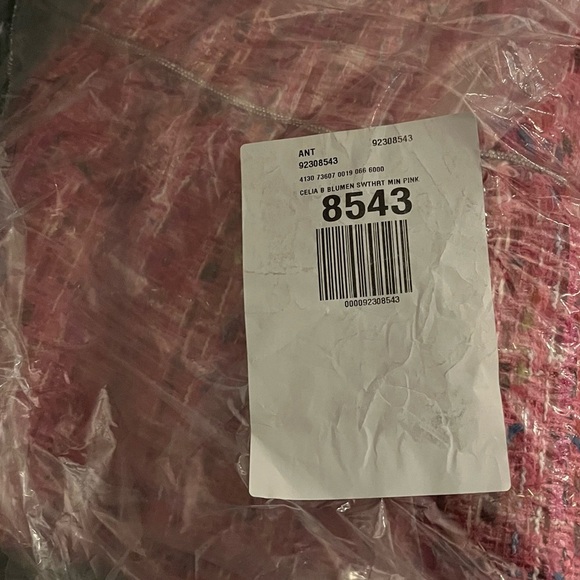 ANT 92308543
92308543
4130 73607 0019 066 6000
CELIA B BLUMEN SWTHRT MIN PINK
8543
000092308543